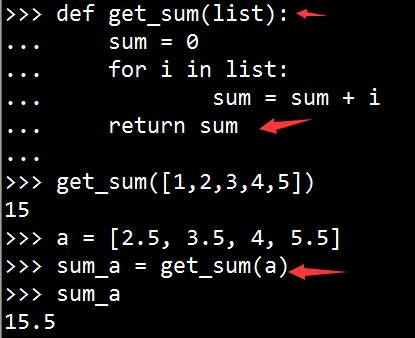 >>> def get_sum(list):
...     sum = 0
...     for i in list:
...             sum = sum + i
...     return sum
...
>>> get_sum([1,2,3,4,5])
15
>>> a = [2.5, 3.5, 4, 5.5]
>>> sum_a = get_sum(a)
>>> sum_a
15.5